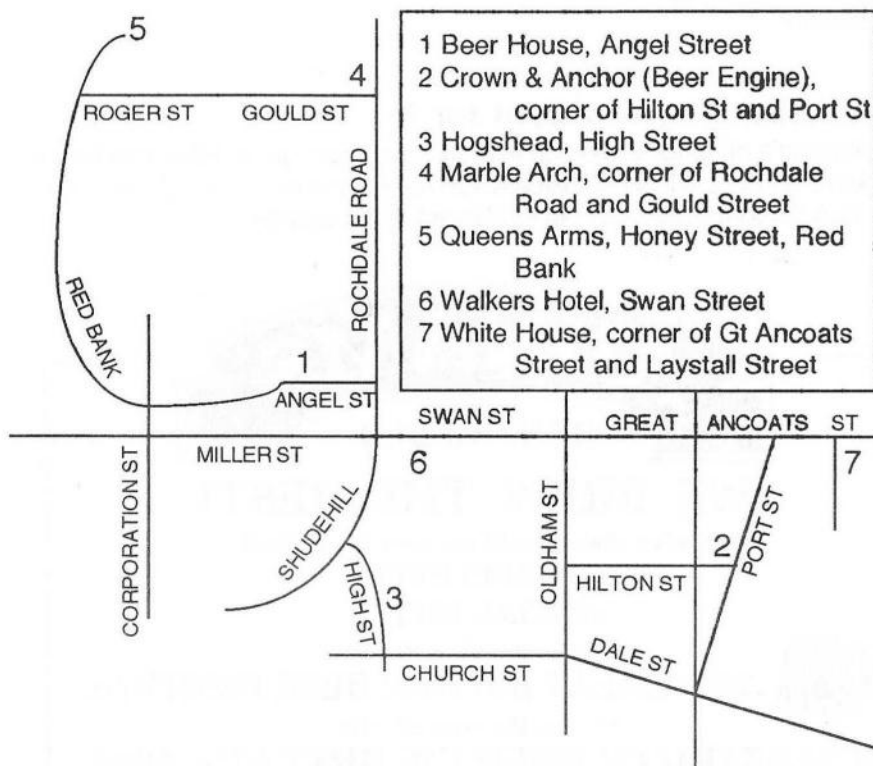 1 Beer House, Angel Street
2 Crown & Anchor (Beer Engine),
corner of Hilton St and Port St
3 Hogshead, High Street
4 Marble Arch, corner of Rochdale
Road and Gould Street
5 Queens Arms, Honey Street, Red
Bank
6 Walkers Hotel, Swan Street
7 White House, corner of Gt Ancoats
Street and Laystall Street
5
4
ROGER ST
GOULD ST
ROCHDALE ROAD
RED BANK
1
ANGEL ST
SWAN ST
GREAT ANCOATS ST
MILLER ST
6
7
CORPORATION ST
SHUDEHILL
OLDHAM ST
PORT ST
2
HILTON ST
HIGH ST
3
CHURCH ST
DALE ST